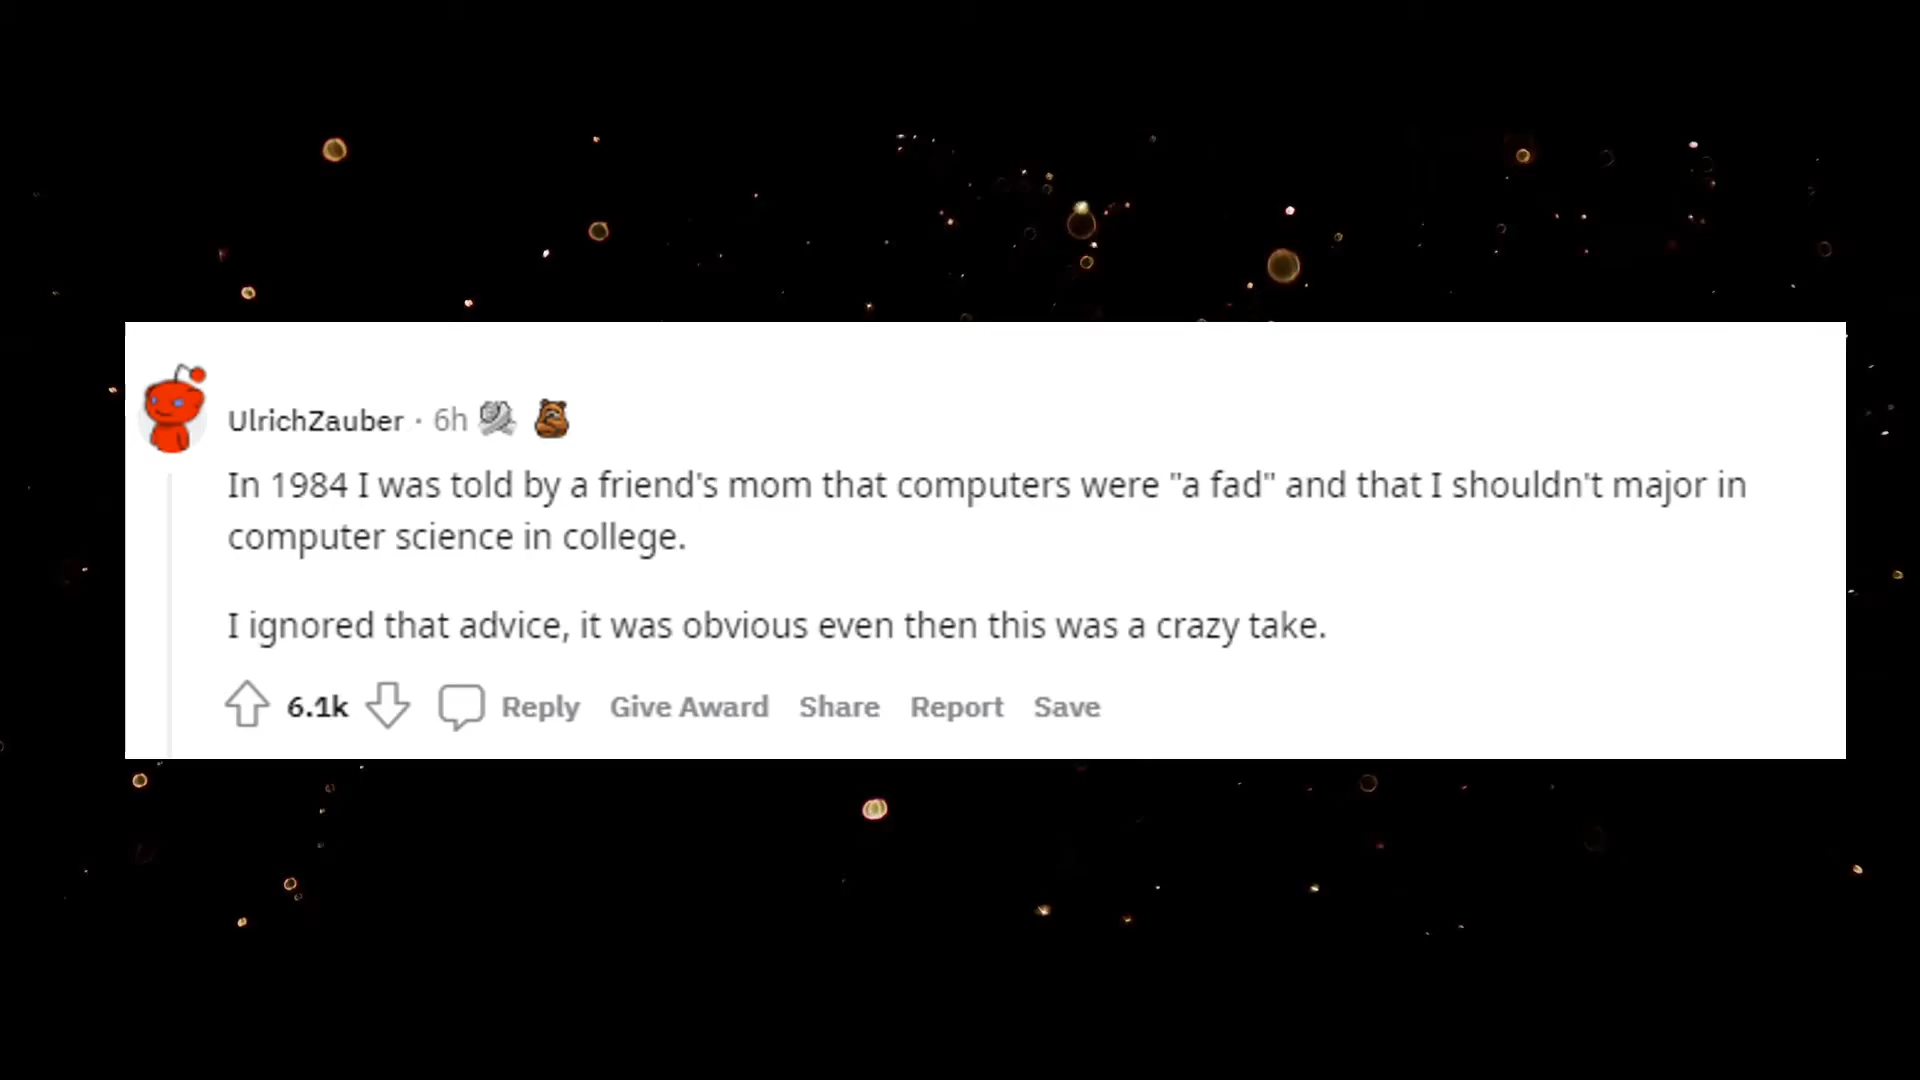 UlrichZauber · 6h
In 1984 I was told by a friend's mom that computers were "a fad" and that I shouldn't major in
computer science in college.
I ignored that advice, it was obvious even then this was a crazy take.
6.1k Reply Give Award Share Report Save